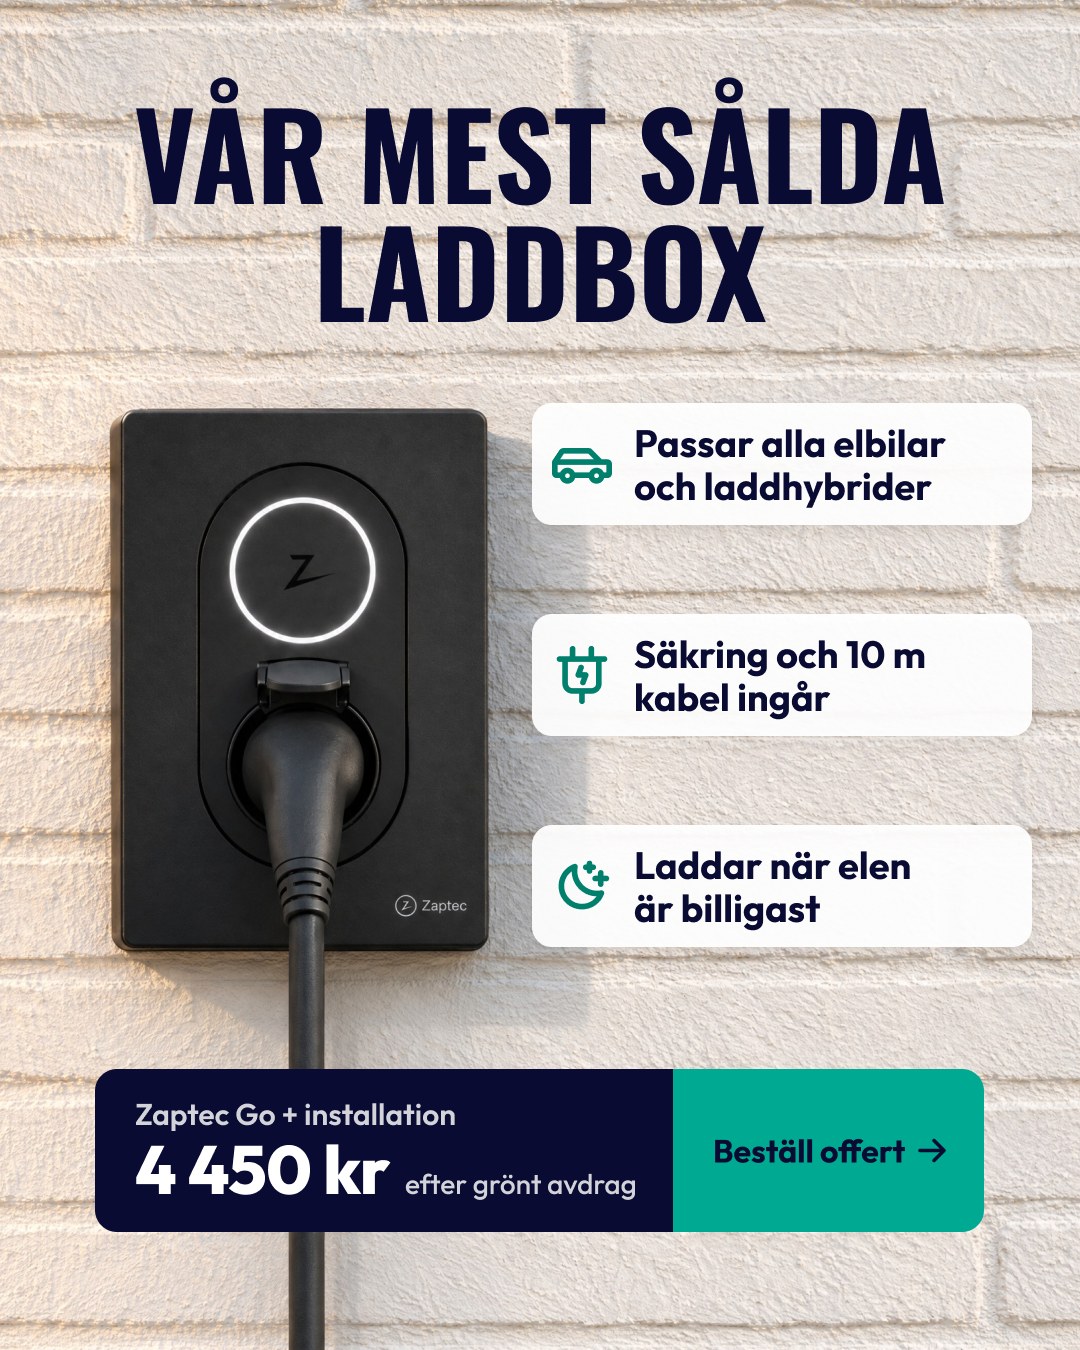 VÅR MEST SÅLDA
LADDBOX
Passar alla elbilar
och laddhybrider
Säkring och 10 m
kabel ingår
Laddar när elen
är billigast
Zaptec
Zaptec Go + installation
4 450 kr efter grönt avdrag
Beställ offert →